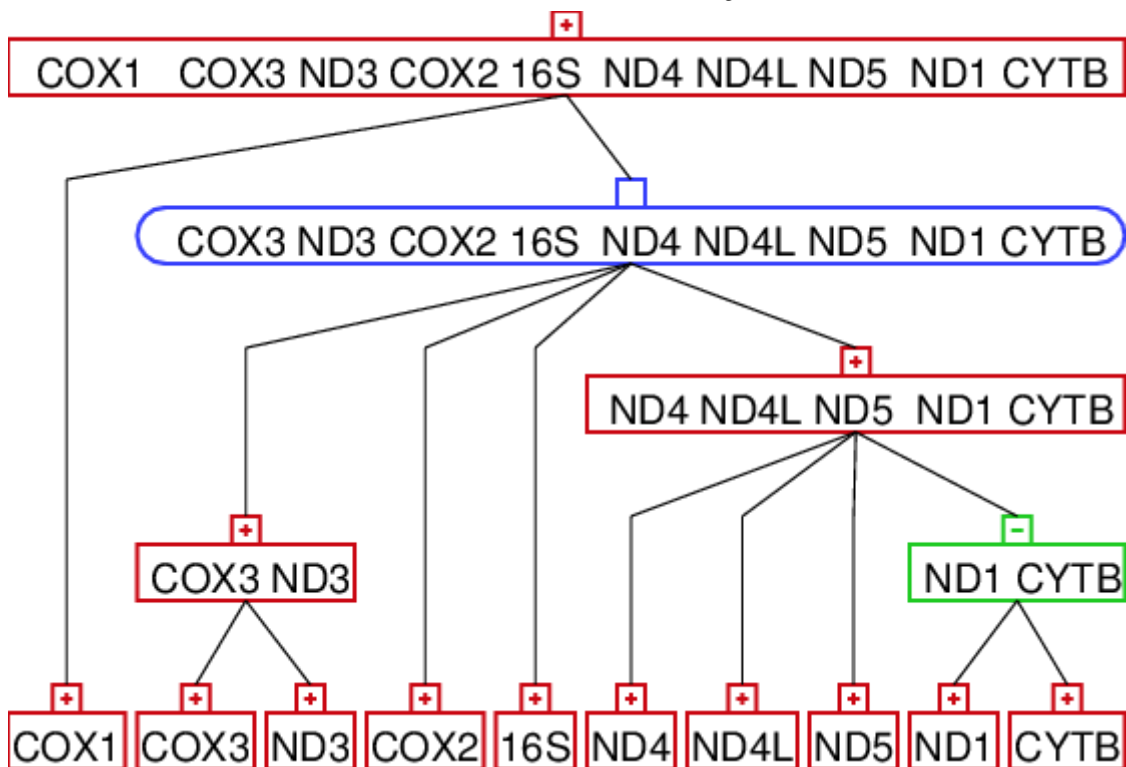 +
COX1 COX3 ND3 COX2 16S ND4 ND4L ND5 ND1 CYTB
COX3 ND3 COX2 16S ND4 ND4L ND5 ND1 CYTB
+
ND4 ND4L ND5 ND1 CYTB
+ -
COX3 ND3 ND1 CYTB
+ + + + + + + + + +
COX1 COX3 ND3 COX2 16S ND4 ND4L ND5 ND1 CYTB